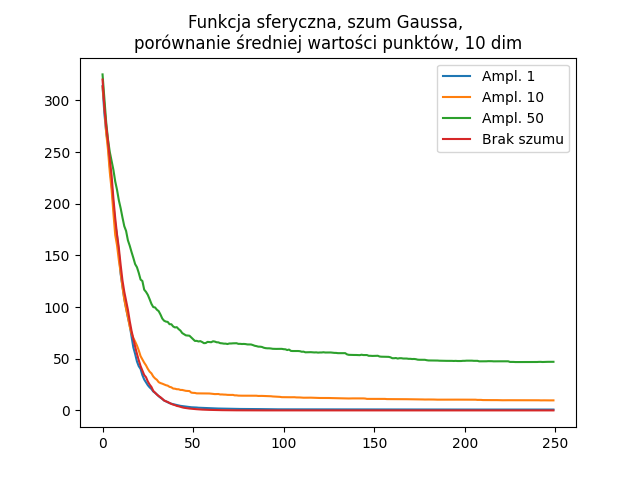 Funkcja sferyczna, szum Gaussa,
porównanie średniej wartości punktów, 10 dim
Ampl. 1
Ampl. 10
Ampl. 50
Brak szumu
300
250
200
150
100
50
0
0 50 100 150 200 250